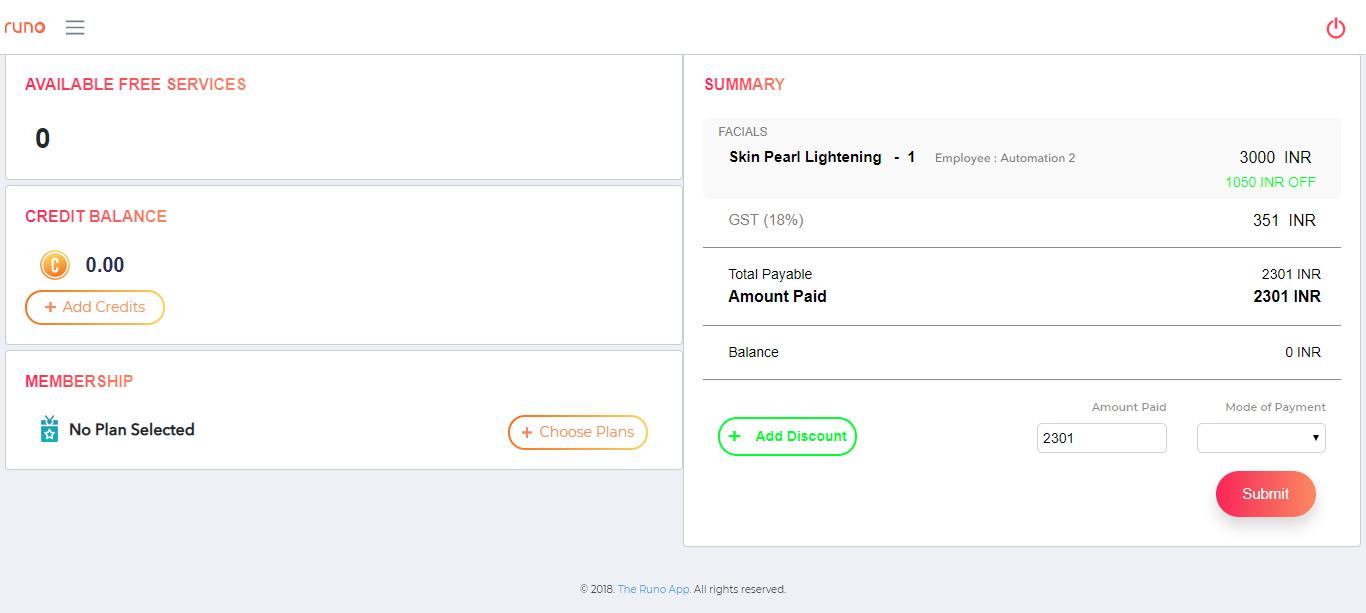 runo
AVAILABLE FREE SERVICES
0
CREDIT BALANCE
C 0.00
+ Add Credits
MEMBERSHIP
No Plan Selected
+ Choose Plans
SUMMARY
FACIALS
Skin Pearl Lightening - 1 Employee : Automation 2 3000 INR
1050 INR OFF
GST (18%) 351 INR
Total Payable 2301 INR
Amount Paid 2301 INR
Balance 0 INR
Amount Paid Mode of Payment
+ Add Discount 2301
Submit
© 2018. The Runo App. All rights reserved.